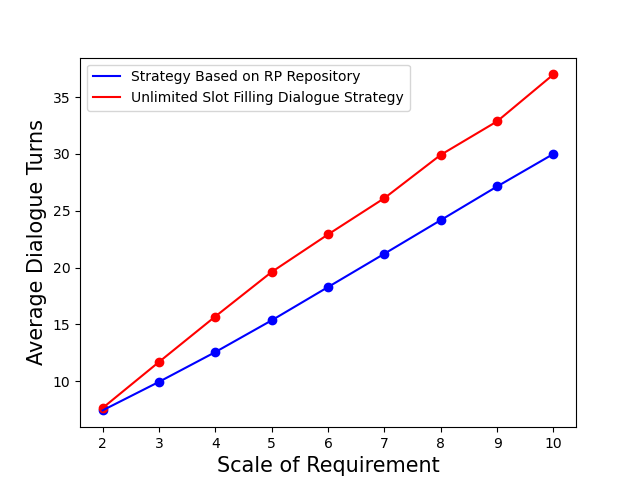 Strategy Based on RP Repository
Unlimited Slot Filling Dialogue Strategy
Average Dialogue Turns
35
30
25
20
15
10
2 3 4 5 6 7 8 9 10
Scale of Requirement